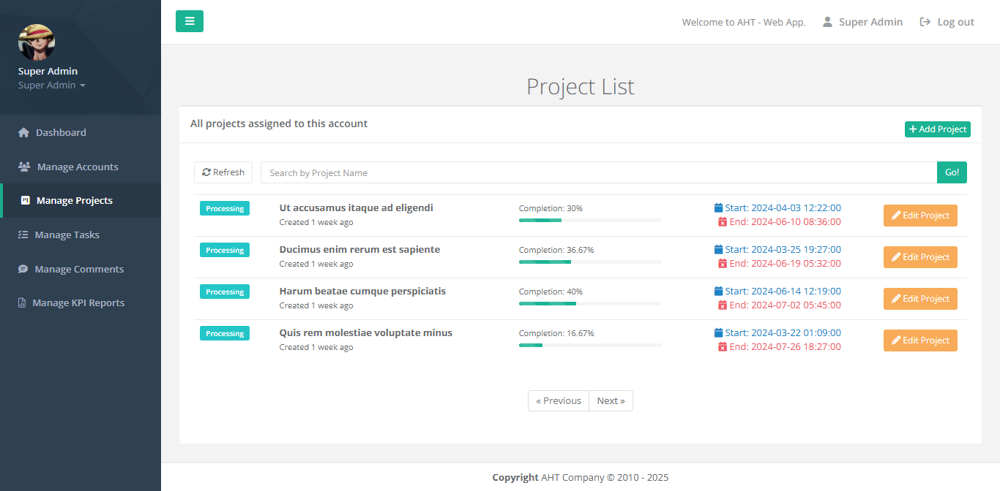 Super Admin
Super Admin
Dashboard
Manage Accounts
Manage Projects
Manage Tasks
Manage Comments
Manage KPI Reports
Welcome to AHT - Web App. Super Admin Log out
Project List
All projects assigned to this account
+ Add Project
Refresh Search by Project Name Go!
Processing Ut accusamus itaque ad eligendi Completion: 30% Start: 2024-04-03 12:22:00 Edit Project
Created 1 week ago End: 2024-06-10 08:36:00
Processing Ducimus enim rerum est sapiente Completion: 36.67% Start: 2024-03-25 19:27:00 Edit Project
Created 1 week ago End: 2024-06-19 05:32:00
Processing Harum beatae cumque perspiciatis Completion: 40% Start: 2024-06-14 12:19:00 Edit Project
Created 1 week ago End: 2024-07-02 05:45:00
Processing Quis rem molestiae voluptate minus Completion: 16.67% Start: 2024-03-22 01:09:00 Edit Project
Created 1 week ago End: 2024-07-26 18:27:00
« Previous Next »
Copyright AHT Company © 2010 - 2025